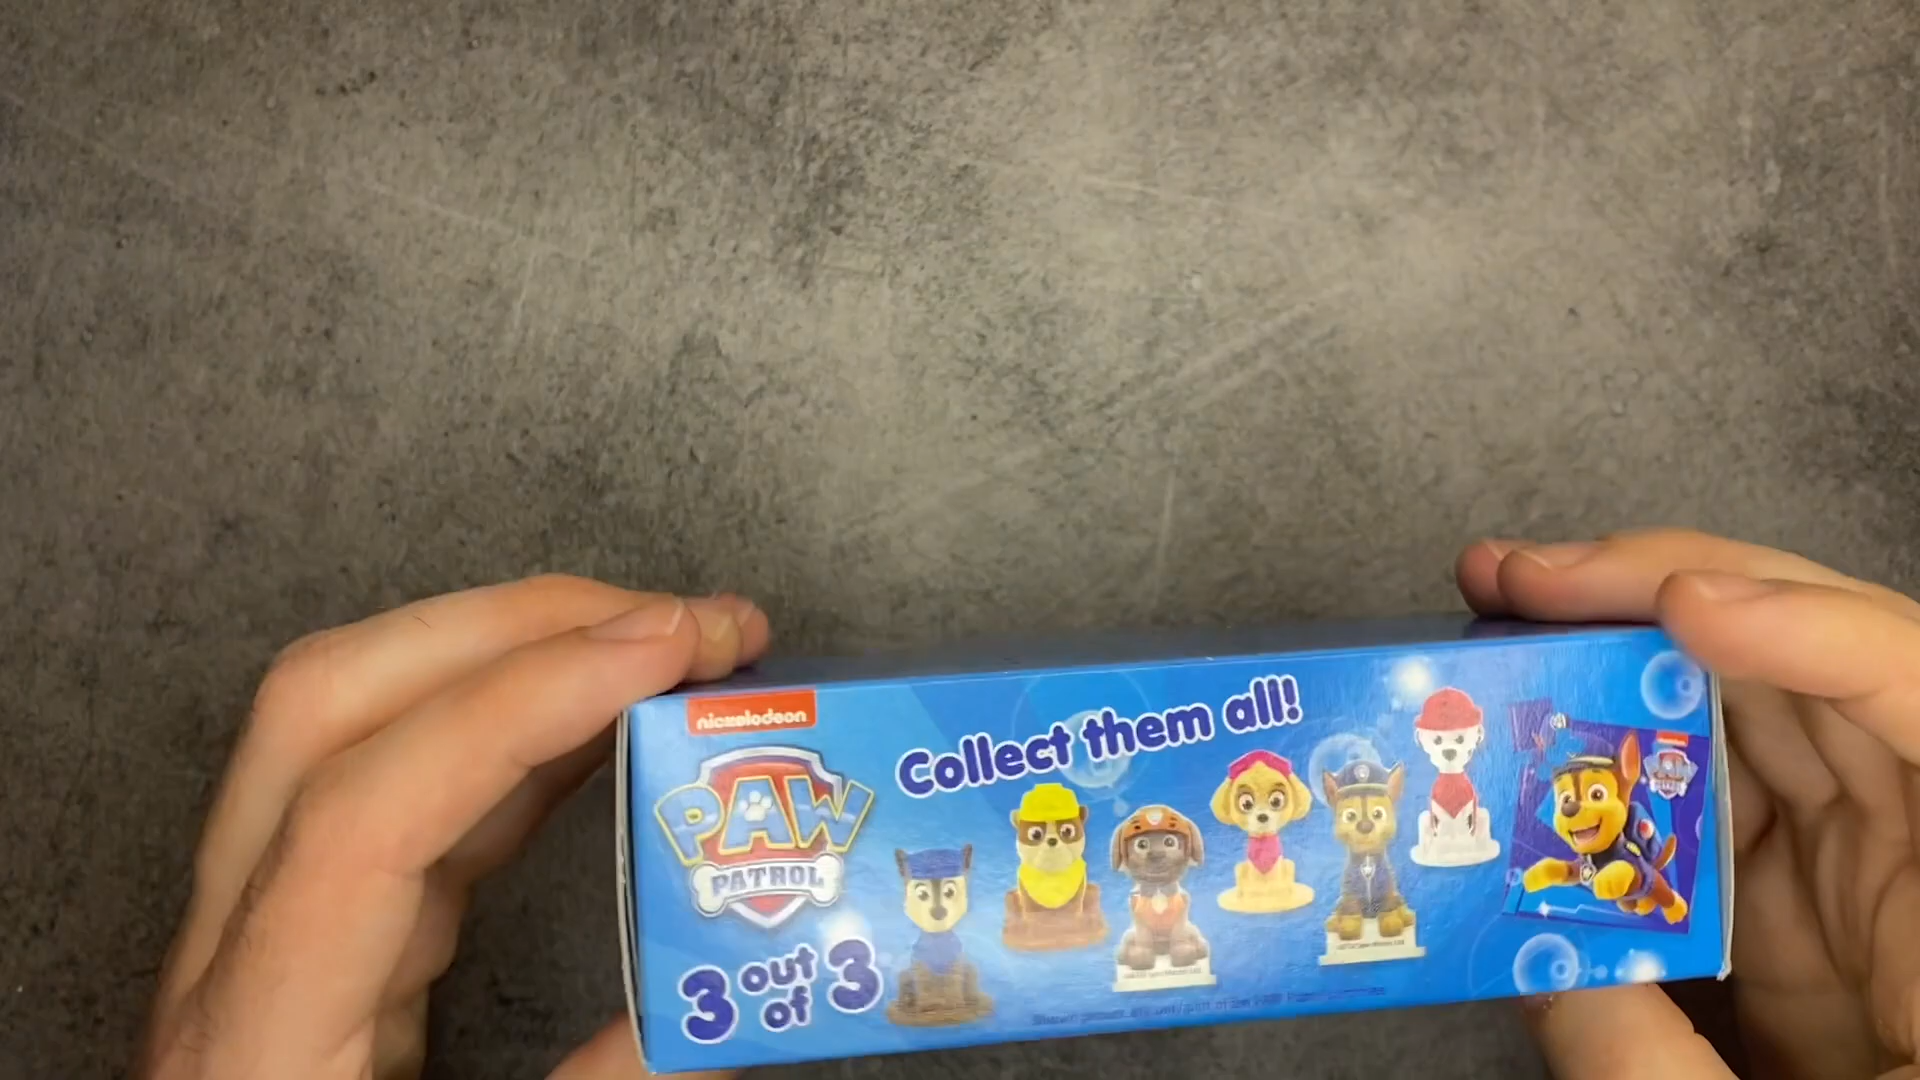 nickelodeon
PAW
PATROL
Collect them all!
3 out of 3